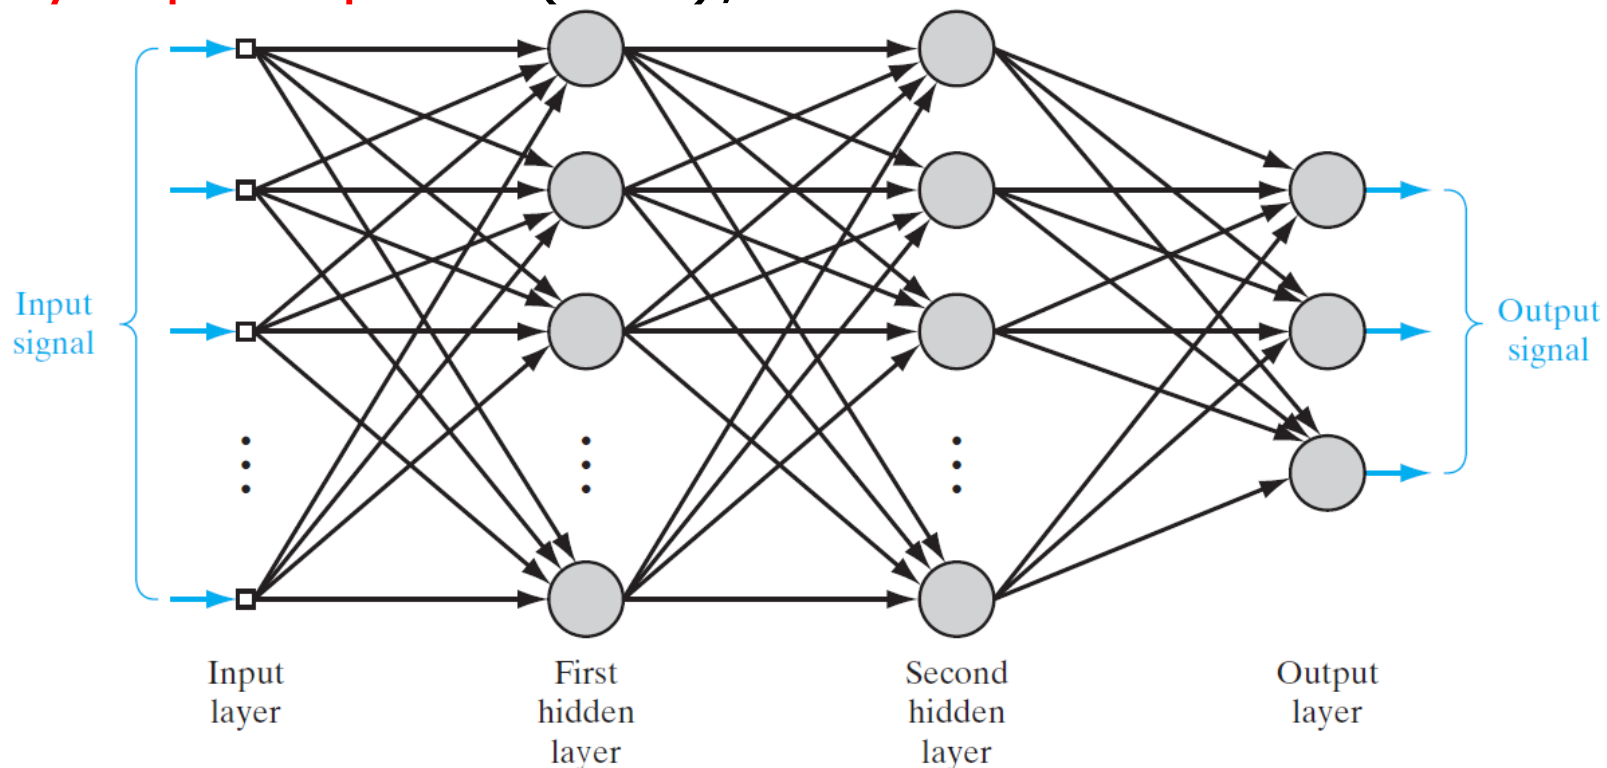 Input
signal
Output
signal
Input
layer
First
hidden
layer
Second
hidden
layer
Output
layer